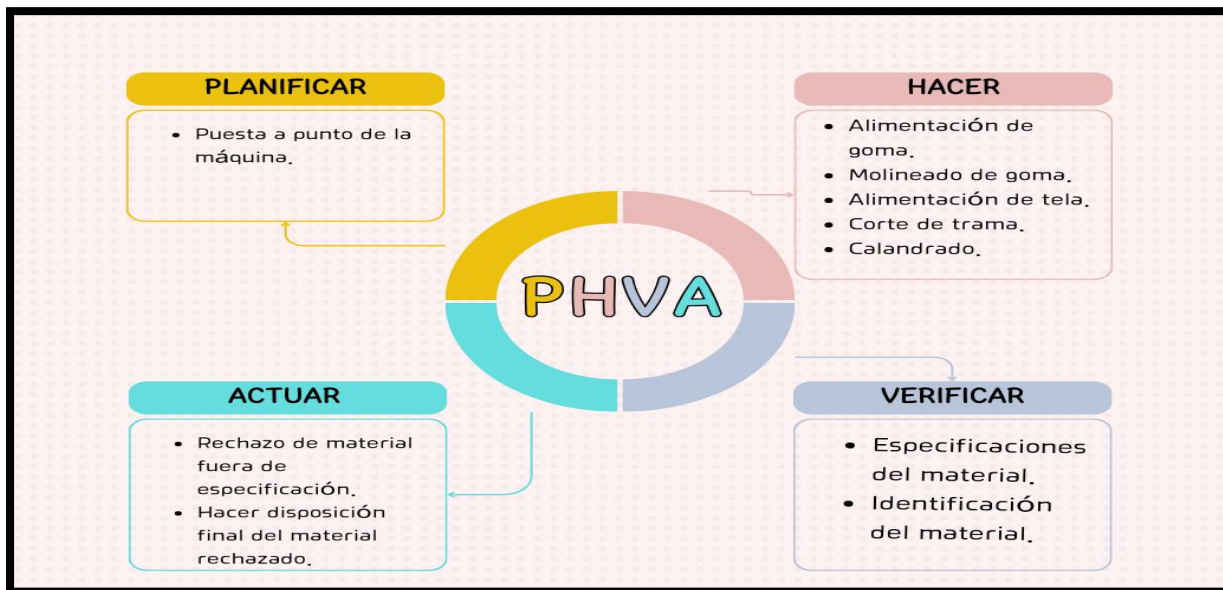 PLANIFICAR
• Puesta a punto de la
máquina.
HACER
• Alimentación de
goma.
• Molineado de goma.
• Alimentación de tela.
• Corte de trama.
• Calandrado.
PHVA
ACTUAR
• Rechazo de material
fuera de
especificación.
• Hacer disposición
final del material
rechazado.
VERIFICAR
• Especificaciones
del material.
• Identificación
del material.